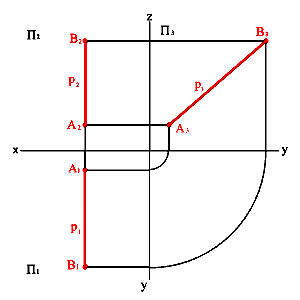 z
Π₂
B₂
Π₃
B₃
p₂
p₃
A₂
A₃
x
y
A₁
p₁
B₁
Π₁
y